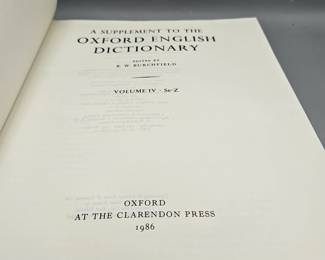 A SUPPLEMENT TO THE
OXFORD ENGLISH
DICTIONARY
EDITED BY
R. W. BURCHFIELD
VOLUME IV · Se-Z
OXFORD
AT THE CLARENDON PRESS
1986